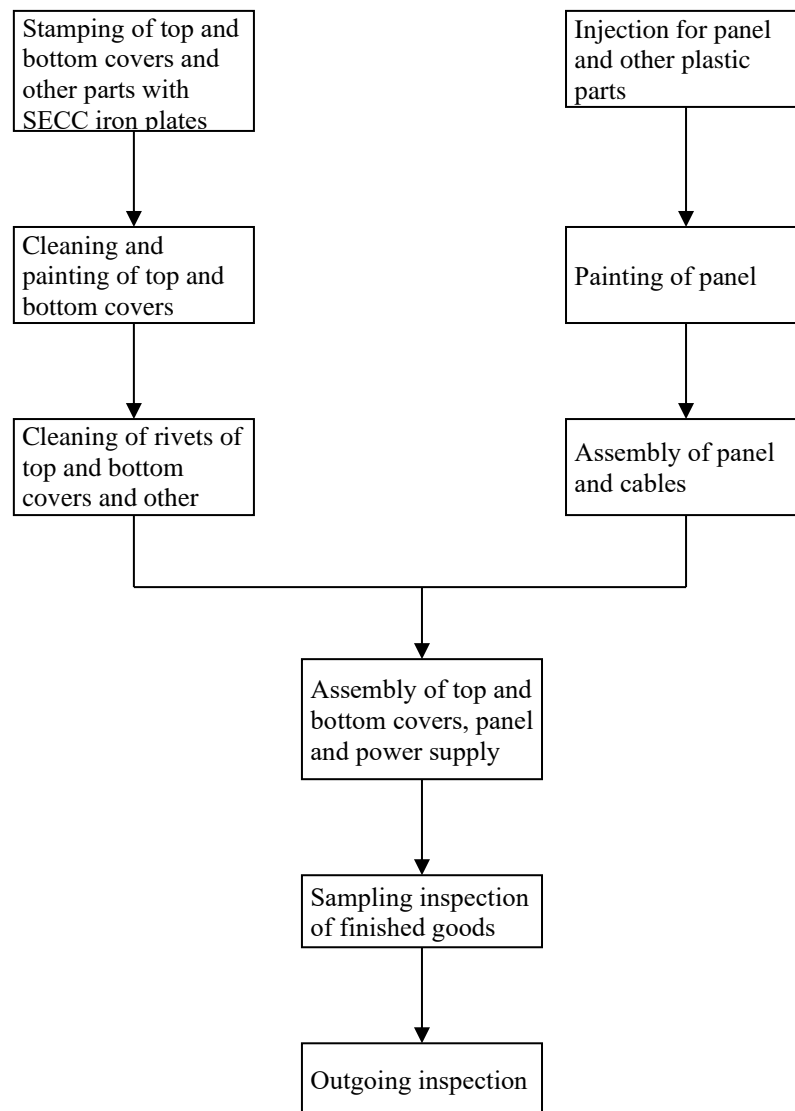 Stamping of top and
bottom covers and
other parts with
SECC iron plates
Injection for panel
and other plastic
parts
Cleaning and
painting of top and
bottom covers
Painting of panel
Cleaning of rivets of
top and bottom
covers and other
Assembly of panel
and cables
Assembly of top and
bottom covers, panel
and power supply
Sampling inspection
of finished goods
Outgoing inspection